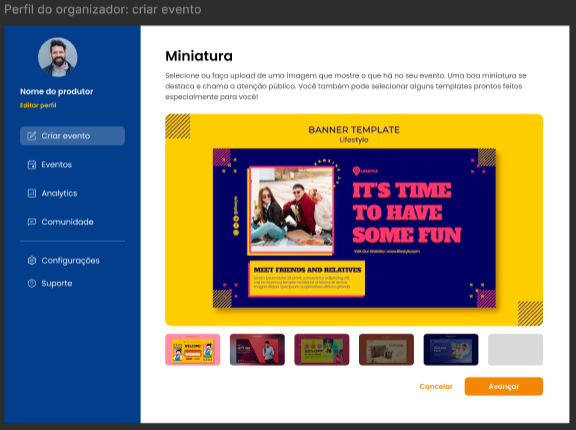 Perfil do organizador: criar evento
Nome do produtor
Editar perfil
Criar evento
Eventos
Analytics
Comunidade
Configurações
Suporte
Miniatura
Selecione ou faça upload de uma imagem que mostre o que há no seu evento. Uma boa miniatura se
destaca e chama a atenção público. Você também pode selecionar alguns templates prontos feitos
especialmente para você!
BANNER TEMPLATE
Lifestyle
IT'S TIME
TO HAVE
SOME FUN
Visit Our Website : www.lifestyle.com
MEET FRIENDS AND RELATIVES
WELCOME
Cancelar
Avançar